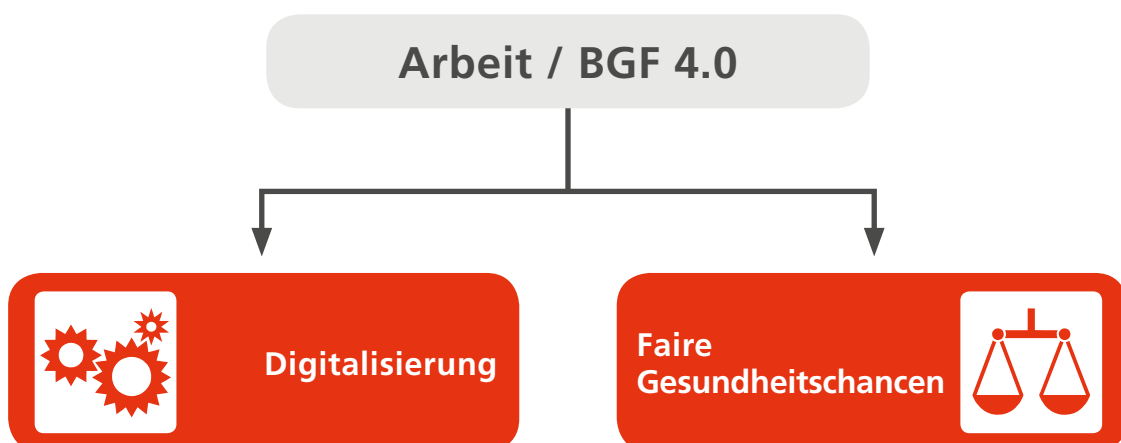 Arbeit / BGF 4.0
Digitalisierung
Faire
Gesundheitschancen